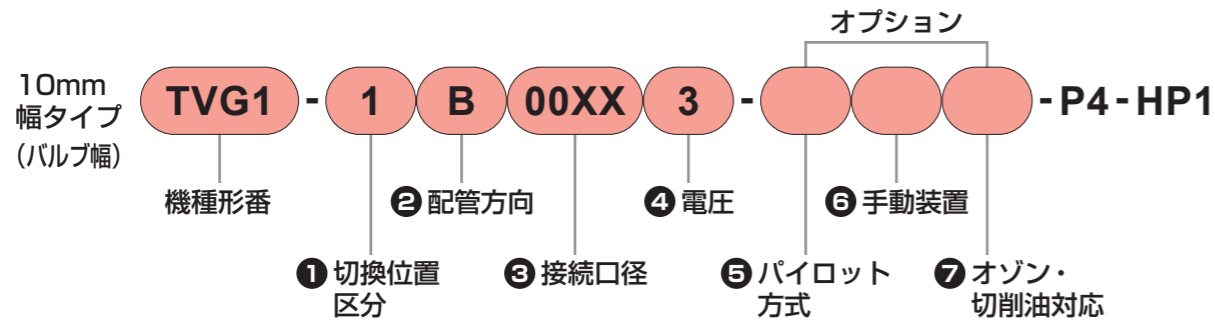 オプション
10mm
幅タイプ
(バルブ幅)
TVG1 - 1 B 00XX 3 - - P4 - HP1
機種形番
❷ 配管方向
❹ 電圧
❻ 手動装置
❶ 切換位置
区分
❸ 接続口径
❺ パイロット
方式
❼ オゾン・
切削油対応